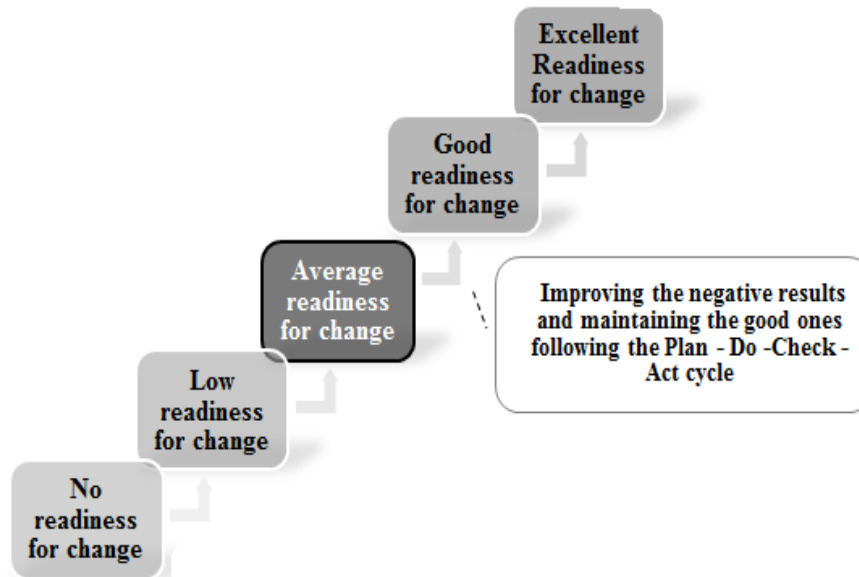 Excellent
Readiness
for change
Good
readiness
for change
Average
readiness
for change
Improving the negative results
and maintaining the good ones
following the Plan - Do -Check -
Act cycle
Low
readiness
for change
No
readiness
for change